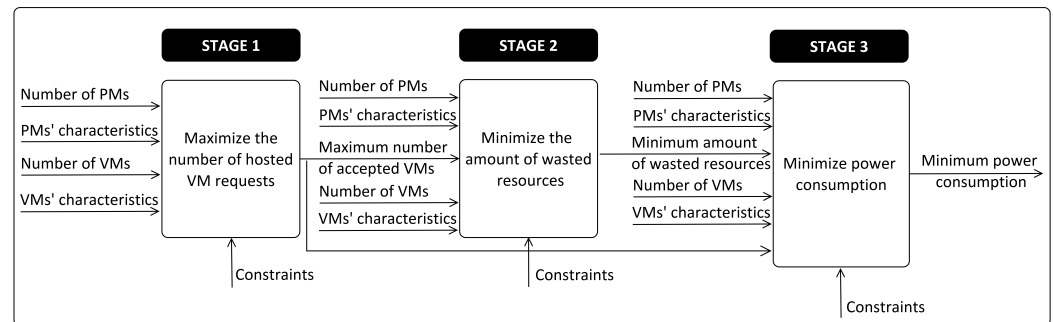 STAGE 1
STAGE 2
STAGE 3
Number of PMs
PMs' characteristics
Number of VMs
VMs' characteristics
Maximize the
number of hosted
VM requests
Constraints
Number of PMs
PMs' characteristics
Maximum number
of accepted VMs
Number of VMs
VMs' characteristics
Minimize the
amount of wasted
resources
Constraints
Number of PMs
PMs' characteristics
Minimum amount
of wasted resources
Number of VMs
VMs' characteristics
Minimize power
consumption
Constraints
Minimum power
consumption